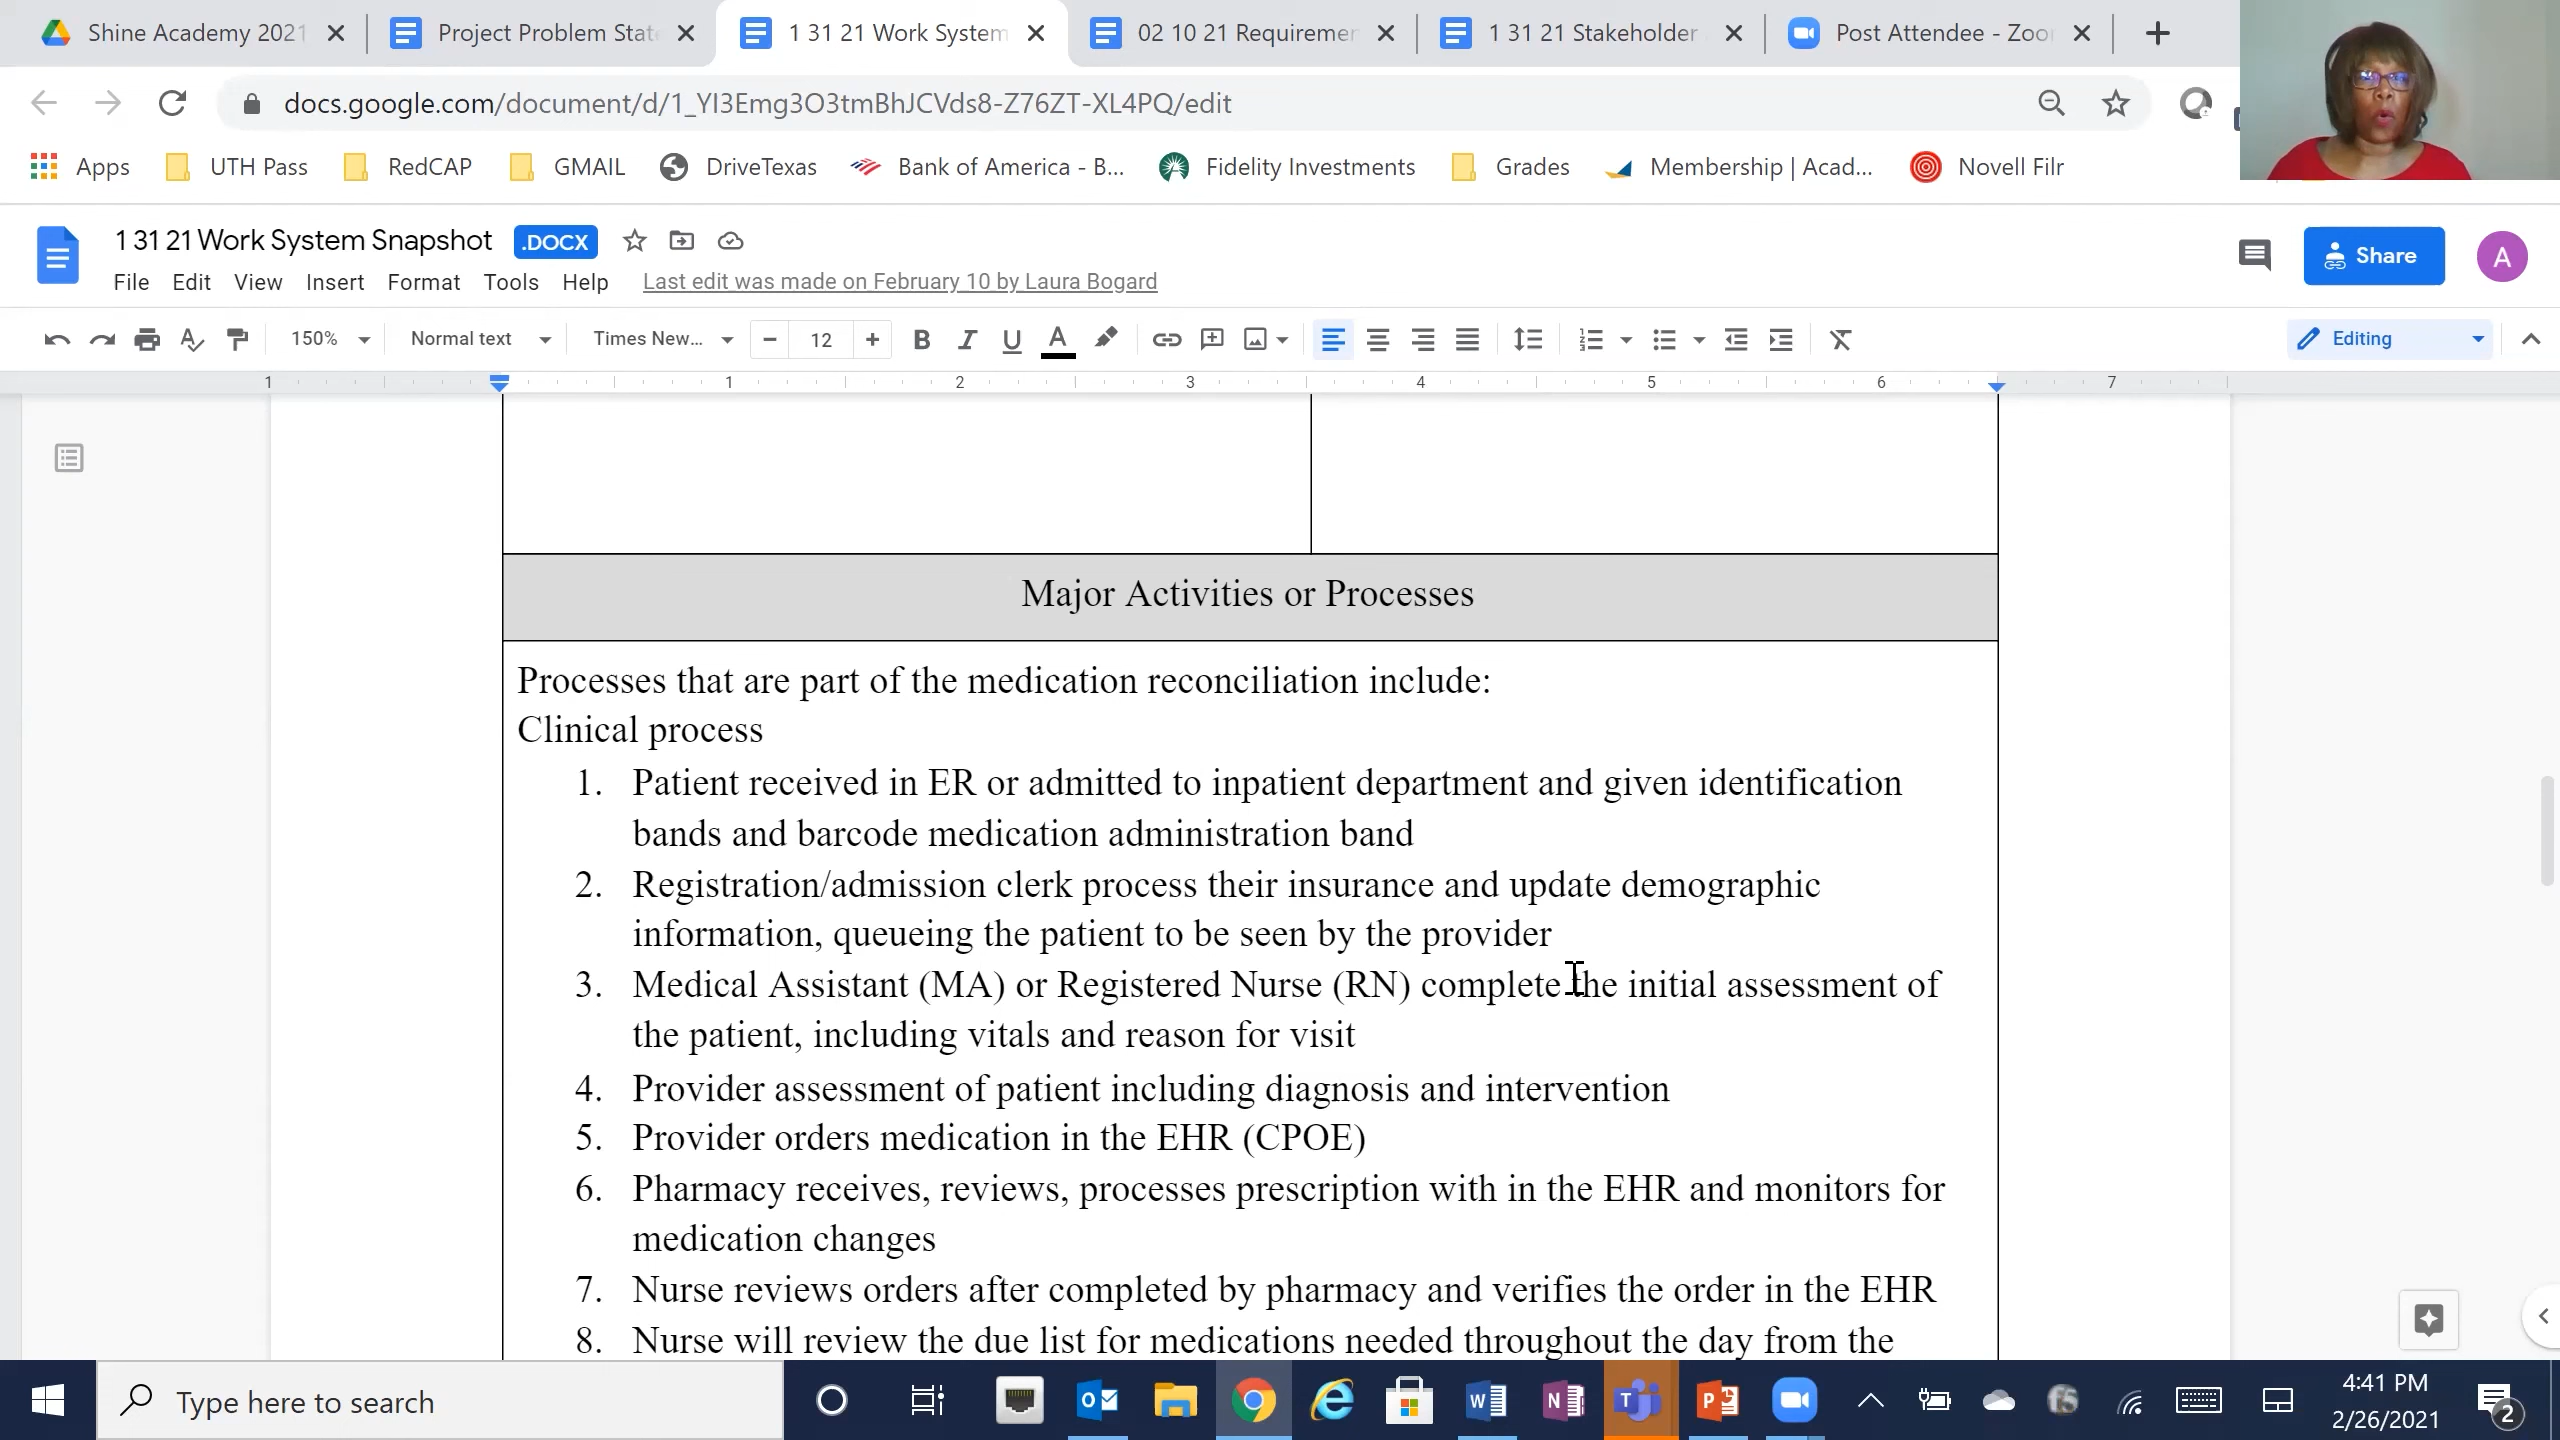 Shine Academy 2021
Project Problem State
1 31 21 Work System
02 10 21 Requiremen
1 31 21 Stakeholder
Post Attendee - Zoo
docs.google.com/document/d/1_YI3Emg3O3tmBhJCVds8-Z76ZT-XL4PQ/edit
Apps
UTH Pass
RedCAP
GMAIL
DriveTexas
Bank of America - B...
Fidelity Investments
Grades
Membership | Acad...
Novell Filr
1 31 21 Work System Snapshot
.DOCX
Share
A
File Edit View Insert Format Tools Help Last edit was made on February 10 by Laura Bogard
150% Normal text Times New... 12 B I U A Editing
1 1 2 3 4 5 6 7
Major Activities or Processes
Processes that are part of the medication reconciliation include:
Clinical process
1. Patient received in ER or admitted to inpatient department and given identification
bands and barcode medication administration band
2. Registration/admission clerk process their insurance and update demographic
information, queueing the patient to be seen by the provider
3. Medical Assistant (MA) or Registered Nurse (RN) complete the initial assessment of
the patient, including vitals and reason for visit
4. Provider assessment of patient including diagnosis and intervention
5. Provider orders medication in the EHR (CPOE)
6. Pharmacy receives, reviews, processes prescription with in the EHR and monitors for
medication changes
7. Nurse reviews orders after completed by pharmacy and verifies the order in the EHR
8. Nurse will review the due list for medications needed throughout the day from the
Type here to search
4:41 PM
2/26/2021
2